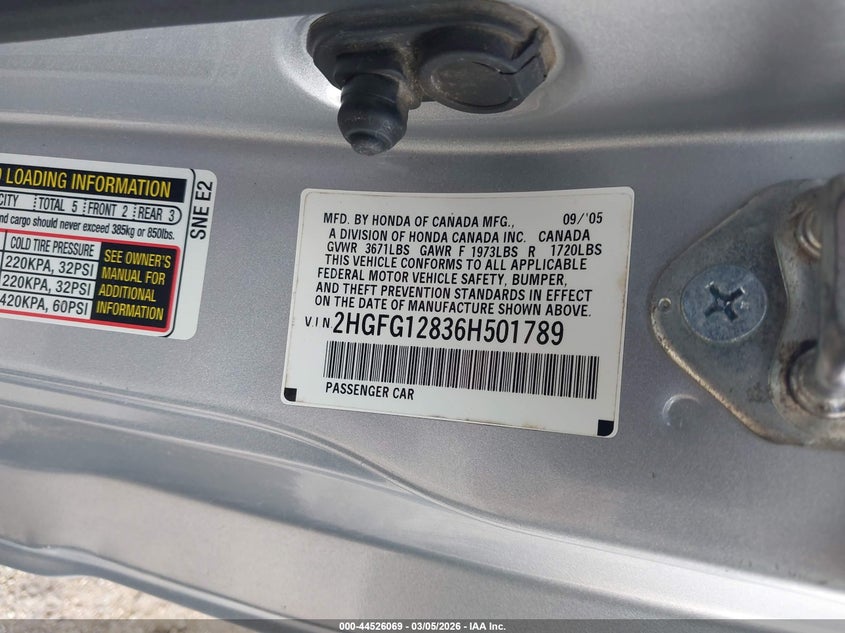 LOADING INFORMATION
TOTAL 5 FRONT 2 REAR 3
and cargo should never exceed 385kg or 850lbs.
COLD TIRE PRESSURE
220KPA, 32PSI
220KPA, 32PSI
420KPA, 60PSI
SEE OWNER'S
MANUAL FOR
ADDITIONAL
INFORMATION
SNE E2
MFD. BY HONDA OF CANADA MFG., 09/'05
A DIVISION OF HONDA CANADA INC. CANADA
GVWR 3671LBS GAWR F 1973LBS R 1720LBS
THIS VEHICLE CONFORMS TO ALL APPLICABLE
FEDERAL MOTOR VEHICLE SAFETY, BUMPER,
AND THEFT PREVENTION STANDARDS IN EFFECT
ON THE DATE OF MANUFACTURE SHOWN ABOVE.
VIN 2HGFG12836H501789
PASSENGER CAR
000-44526069 | 03/05/2026 | IAA Inc.